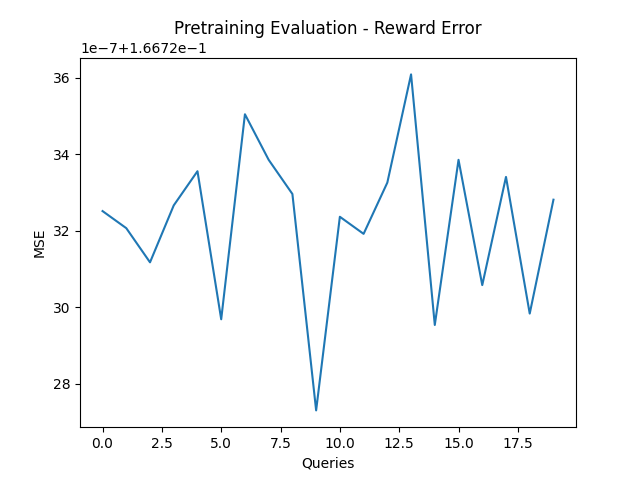 Pretraining Evaluation - Reward Error
1e−7+1.6672e−1
36
34
32
30
28
MSE
0.0 2.5 5.0 7.5 10.0 12.5 15.0 17.5
Queries